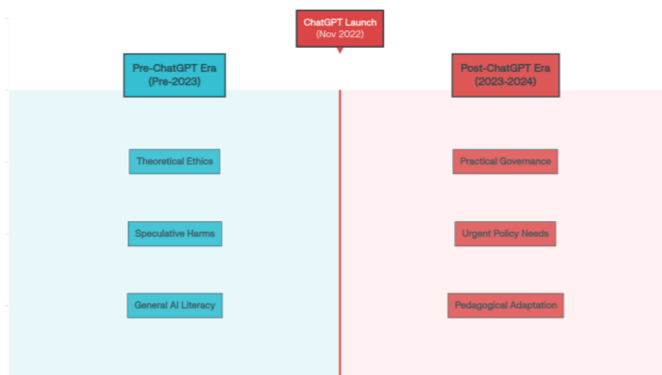 ChatGPT Launch
(Nov 2022)
Pre-ChatGPT Era
(Pre-2023)
Post-ChatGPT Era
(2023-2024)
Theoretical Ethics
Practical Governance
Speculative Harms
Urgent Policy Needs
General AI Literacy
Pedagogical Adaptation